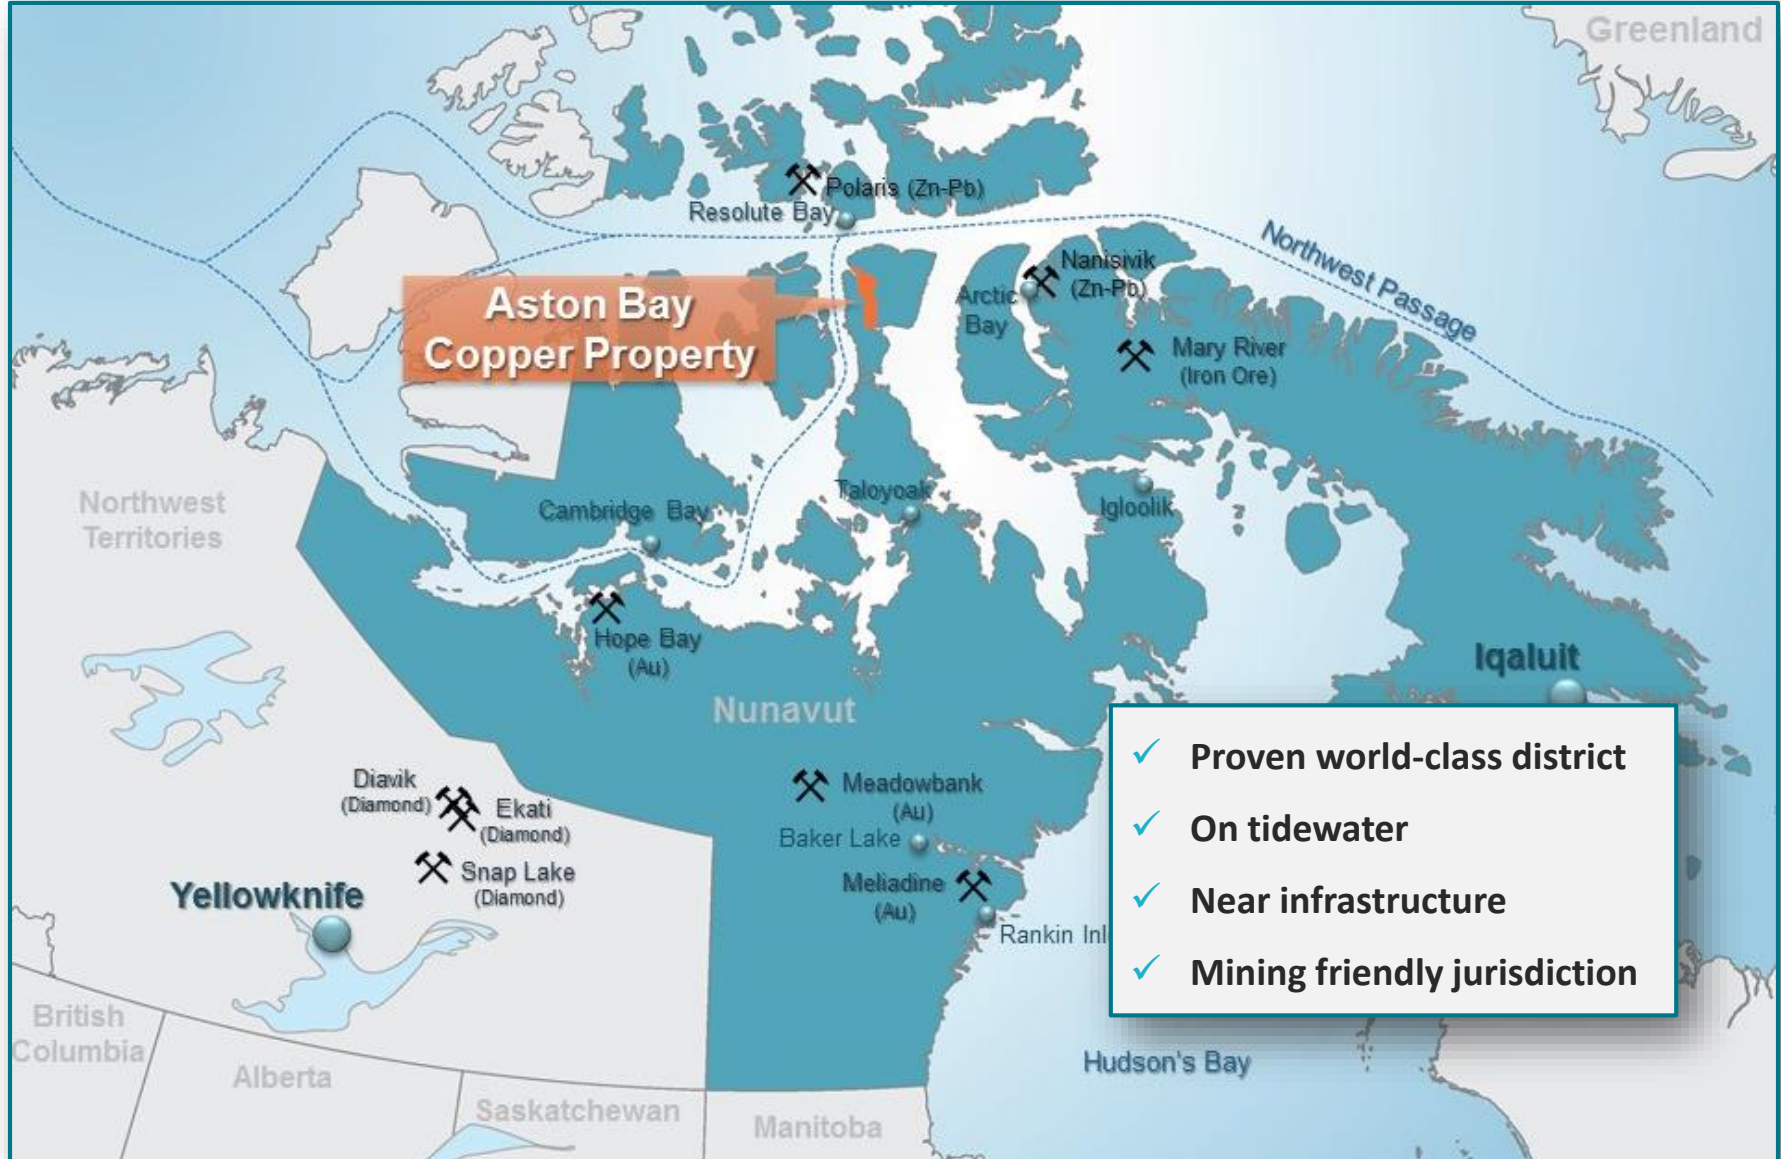 Greenland
Polaris (Zn-Pb)
Resolute Bay
Northwest Passage
Nanisivik
(Zn-Pb)
Arctic
Bay
Aston Bay
Copper Property
Mary River
(Iron Ore)
Northwest
Territories
Cambridge Bay
Taloyoak
Igloolik
Hope Bay
(Au)
Iqaluit
Nunavut
Diavik
(Diamond)
Ekati
(Diamond)
Snap Lake
(Diamond)
Yellowknife
Meadowbank
(Au)
Baker Lake
Meliadine
(Au)
Rankin
✓ Proven world-class district
✓ On tidewater
✓ Near infrastructure
✓ Mining friendly jurisdiction
Hudson's Bay
British
Columbia
Alberta
Saskatchewan
Manitoba